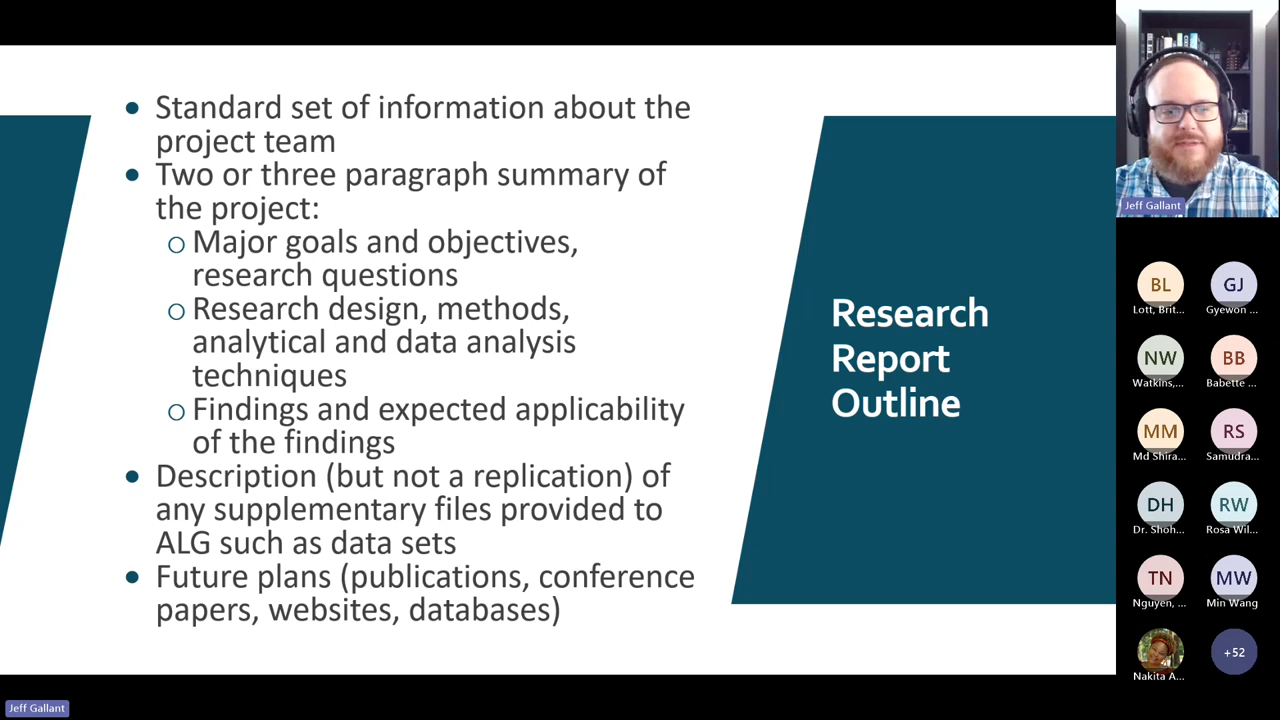 • Standard set of information about the
project team
• Two or three paragraph summary of
the project:
o Major goals and objectives,
research questions
o Research design, methods,
analytical and data analysis
techniques
o Findings and expected applicability
of the findings
• Description (but not a replication) of
any supplementary files provided to
ALG such as data sets
• Future plans (publications, conference
papers, websites, databases)
Research
Report
Outline
Jeff Gallant
BL GJ
Lott, Brit... Gyewon ...
NW BB
Watkins,... Babette ...
MM RS
Md Shira... Samudra...
DH RW
Dr. Shoh... Rosa Wil...
TN MW
Nguyen, ... Min Wang
+52
Nakita A...
Jeff Gallant